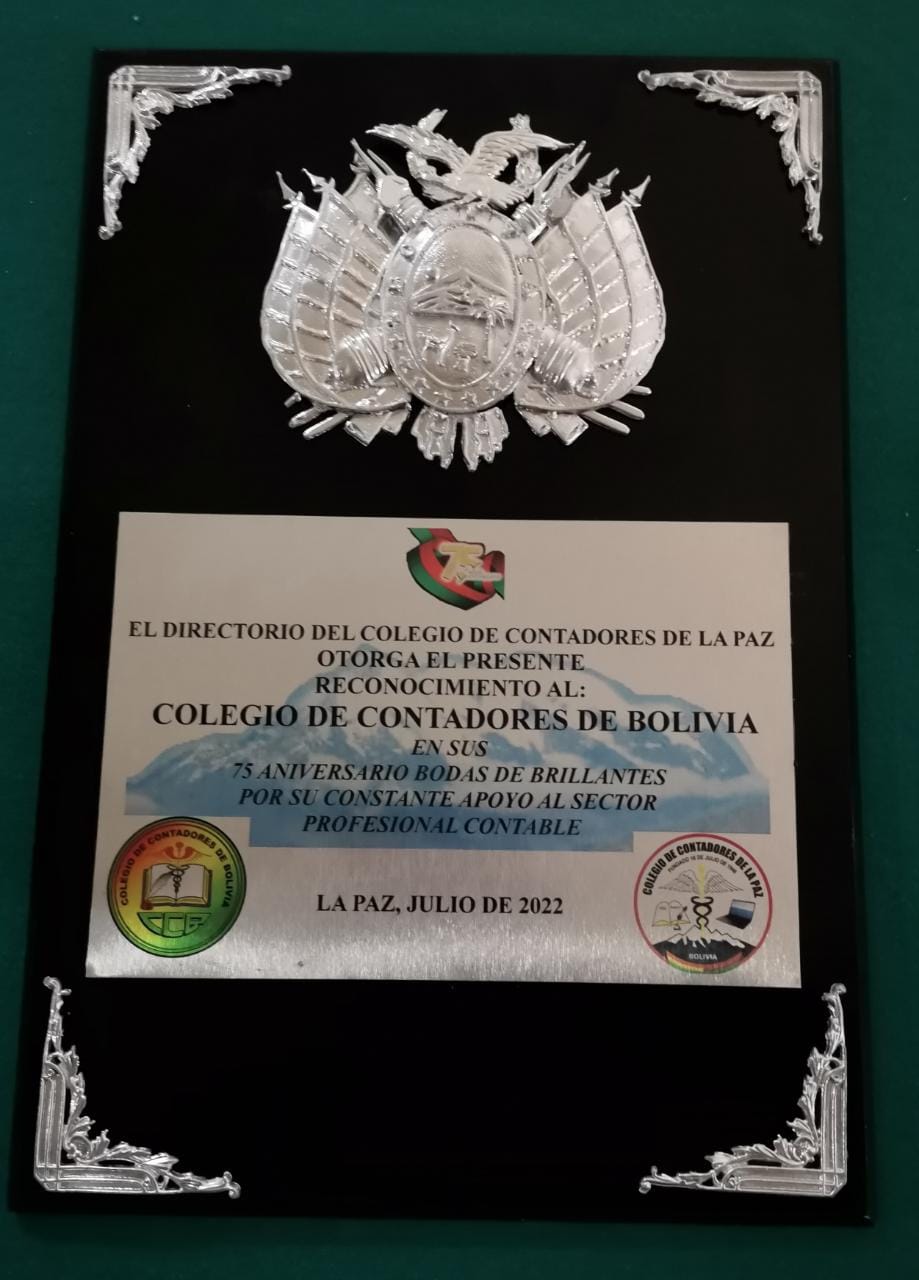 75
EL DIRECTORIO DEL COLEGIO DE CONTADORES DE LA PAZ
OTORGA EL PRESENTE
RECONOCIMIENTO AL:
COLEGIO DE CONTADORES DE BOLIVIA
EN SUS
75 ANIVERSARIO BODAS DE BRILLANTES
POR SU CONSTANTE APOYO AL SECTOR
PROFESIONAL CONTABLE
COLEGIO DE CONTADORES DE BOLIVIA
CCB
LA PAZ, JULIO DE 2022
COLEGIO DE CONTADORES DE LA PAZ
BOLIVIA